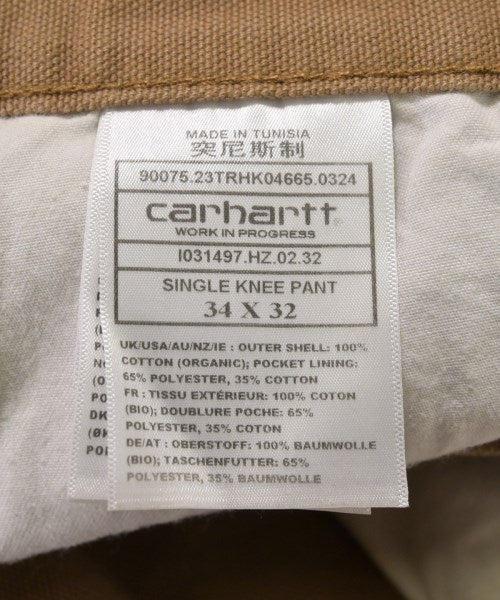 MADE IN TUNISIA
突尼斯制
90075.23TRHK04665.0324
carhartt
WORK IN PROGRESS
I031497.HZ.02.32
SINGLE KNEE PANT
34 X 32
UK/USA/AU/NZ/IE : OUTER SHELL: 100%
COTTON (ORGANIC); POCKET LINING:
65% POLYESTER, 35% COTTON
FR : TISSU EXTÉRIEUR: 100% COTON
(BIO); DOUBLURE POCHE: 65%
POLYESTER, 35% COTON
DE/AT : OBERSTOFF: 100% BAUMWOLLE
(BIO); TASCHENFUTTER: 65%
POLYESTER, 35% BAUMWOLLE